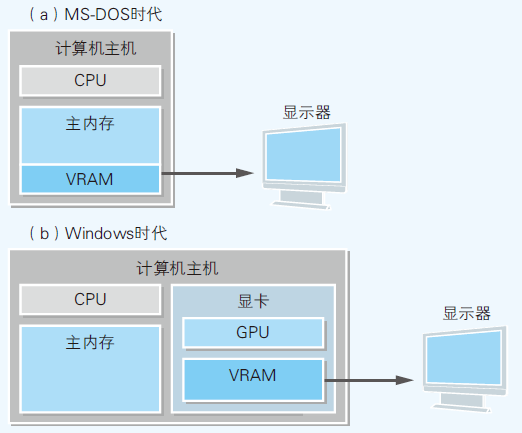 （a）MS-DOS时代
计算机主机
CPU
主内存
VRAM
显示器
（b）Windows时代
计算机主机
CPU
主内存
显卡
GPU
VRAM
显示器